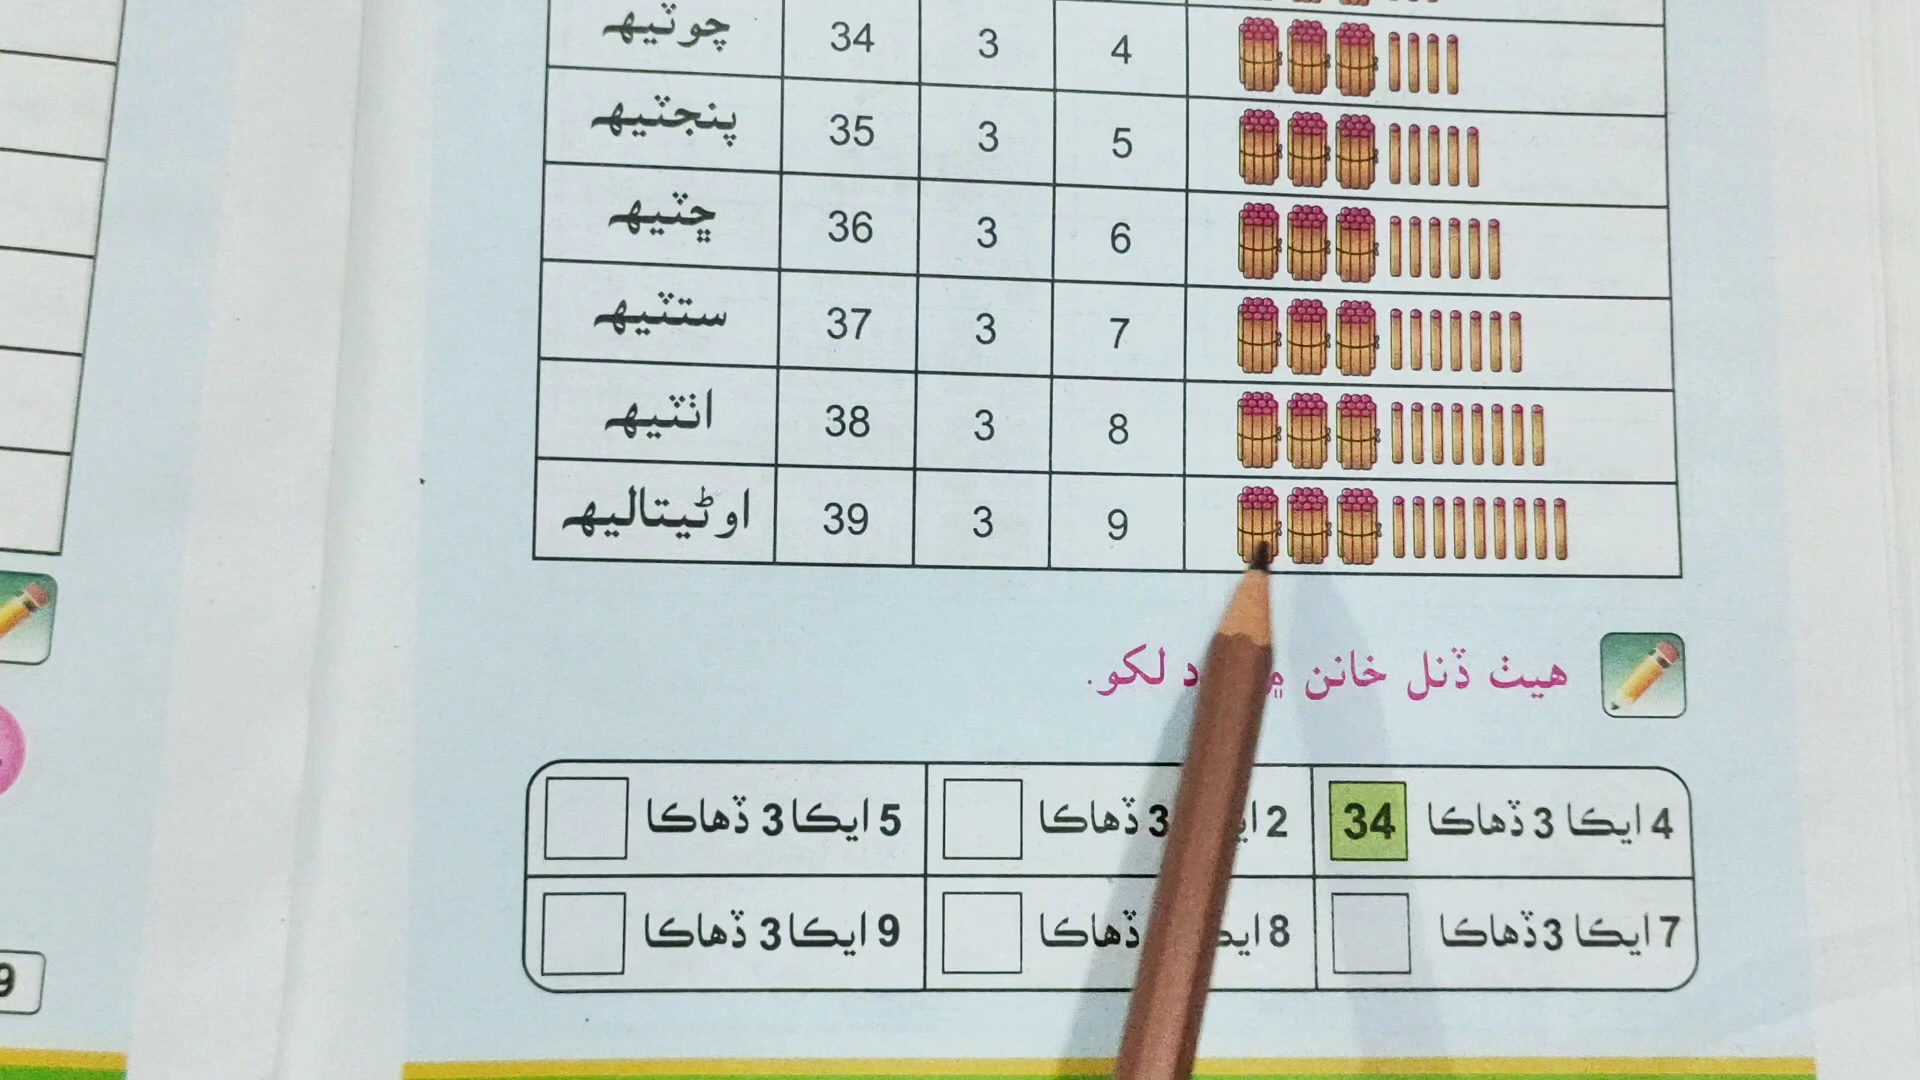 چوٽيھ 34 3 4
پنجٽيھ 35 3 5
ڇٽيھ 36 3 6
ستٽيھ 37 3 7
اٺٽيھ 38 3 8
اوڻيتاليھ 39 3 9
هيٺ ڏنل خانن ۾ لکو.
4 ايڪا 3 ڏهاڪا 34
2 3 ڏهاڪا
5 ايڪا 3 ڏهاڪا
7 ايڪا 3 ڏهاڪا
8 ڏهاڪا
9 ايڪا 3 ڏهاڪا
9